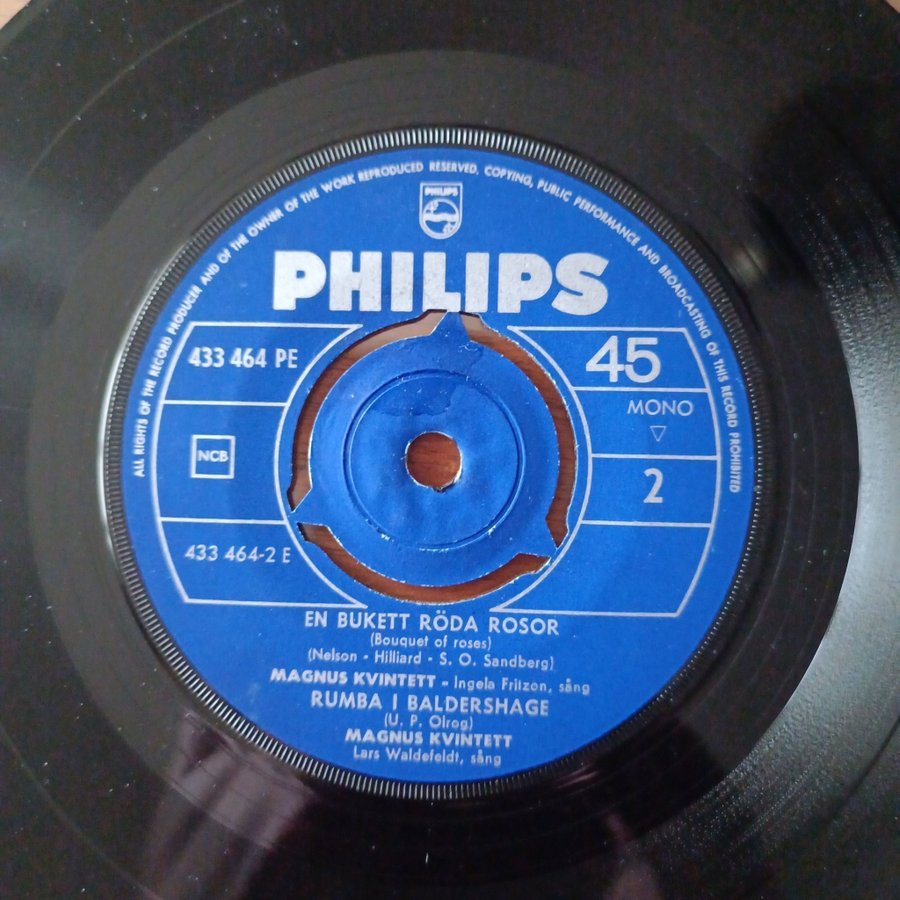 ALL RIGHTS OF THE RECORD PRODUCER AND OF THE OWNER OF THE WORK REPRODUCED RESERVED, COPYING, PUBLIC PERFORMANCE AND BROADCASTING OF THIS RECORD PROHIBITED
PHILIPS
PHILIPS
433 464 PE
45
MONO
NCB
2
433 464-2 E
EN BUKETT RÖDA ROSOR
(Bouquet of roses)
(Nelson - Hilliard - S. O. Sandberg)
MAGNUS KVINTETT - Ingela Fritzon, sång
RUMBA I BALDERSHAGE
(U. P. Olrog)
MAGNUS KVINTETT
Lars Waldefeldt, sång